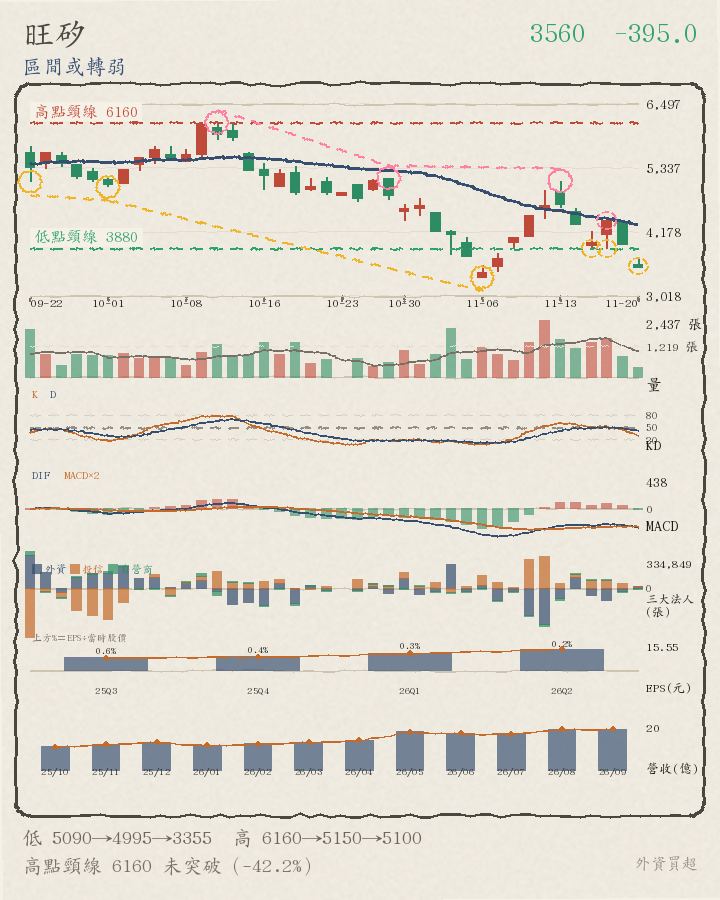 旺矽
3560 -395.0
區間或轉弱
高點頸線 6160
6,497
5,337
低點頸線 3880
4,178
3,018
09-22 10-01 10-08 10-16 10-23 10-30 11-06 11-13 11-20
2,437 張
1,219 張
量
K D
80
50
20
KD
DIF MACD×2
438
0
MACD
外資 投信 自營商
334,849
0
三大法人
(張)
上方%=EPS÷當時股價
0.6% 0.4% 0.3% 0.2%
15.55
25Q3 25Q4 26Q1 26Q2
EPS(元)
20
25/10 25/11 25/12 26/01 26/02 26/03 26/04 26/05 26/06 26/07 26/08 26/09
營收(億)
低 5090→4995→3355 高 6160→5150→5100
高點頸線 6160 未突破 (-42.2%)
外資買超